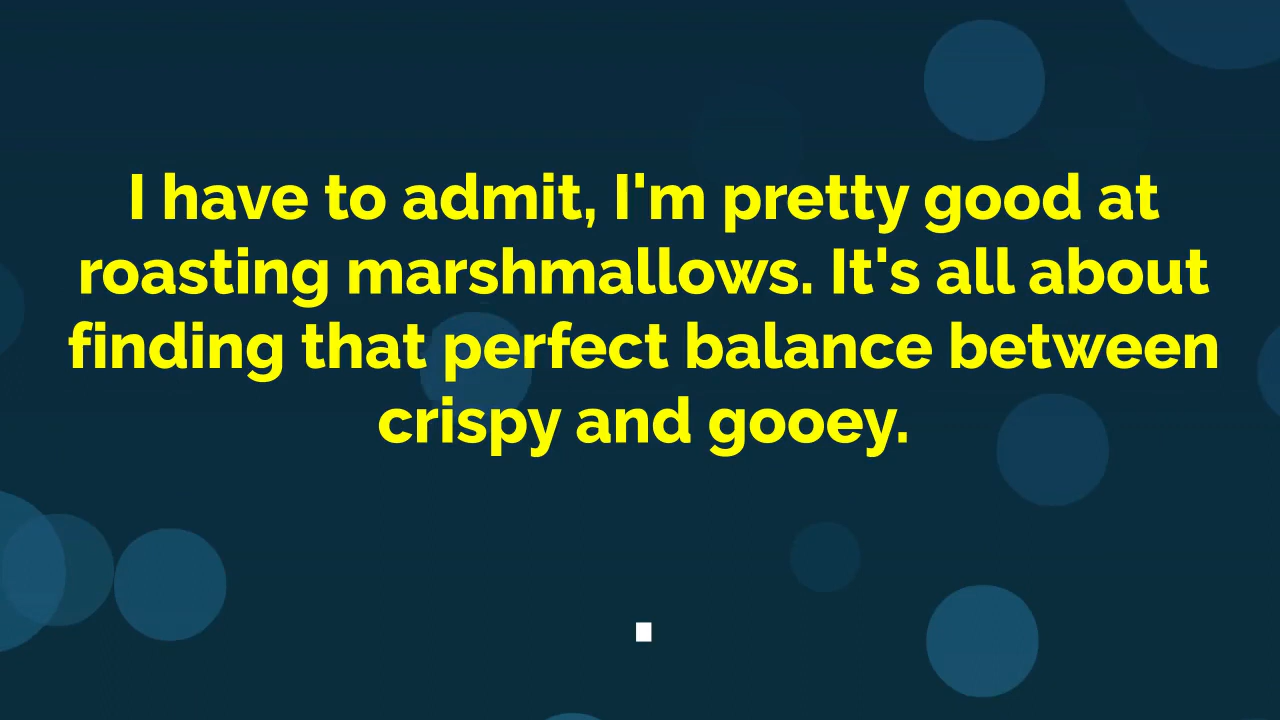 I have to admit, I'm pretty good at
roasting marshmallows. It's all about
finding that perfect balance between
crispy and gooey.